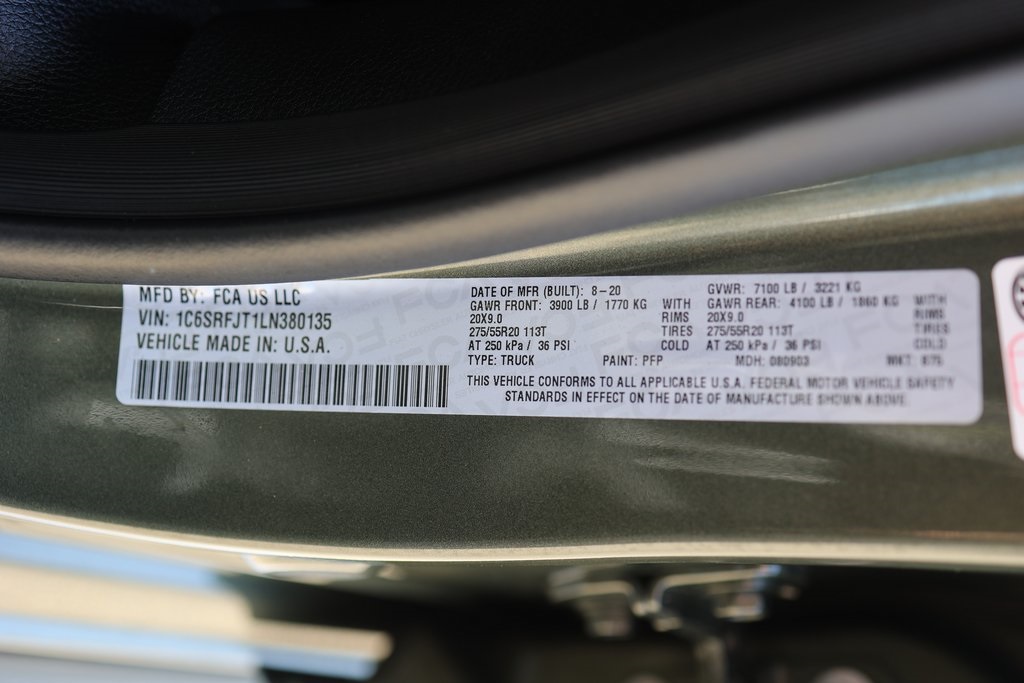 MFD BY: FCA US LLC
VIN: 1C6SRFJT1LN380135
VEHICLE MADE IN: U.S.A.
DATE OF MFR (BUILT): 8-20 GVWR: 7100 LB / 3221 KG
GAWR FRONT: 3900 LB / 1770 KG WITH GAWR REAR: 4100 LB / 1860 KG WITH
20X9.0 RIMS 20X9.0 RIMS
275/55R20 113T TIRES 275/55R20 113T TIRES
AT 250 kPa / 36 PSI COLD AT 250 kPa / 36 PSI COLD
TYPE: TRUCK PAINT: PFP MDH: 080903 WKT:
THIS VEHICLE CONFORMS TO ALL APPLICABLE U.S.A. FEDERAL MOTOR VEHICLE SAFETY
STANDARDS IN EFFECT ON THE DATE OF MANUFACTURE SHOWN ABOVE